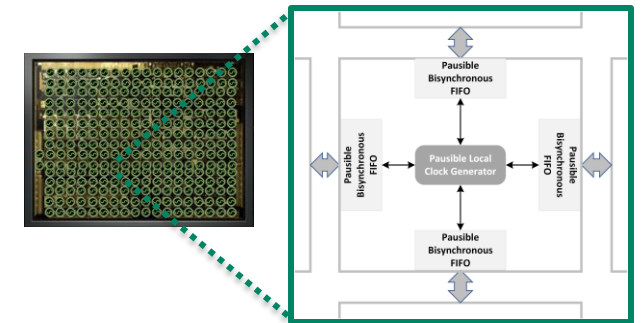 Pausible
Bisynchronous
FIFO
Pausible
Bisynchronous
FIFO
Pausible Local
Clock Generator
Pausible
Bisynchronous
FIFO
Pausible
Bisynchronous
FIFO